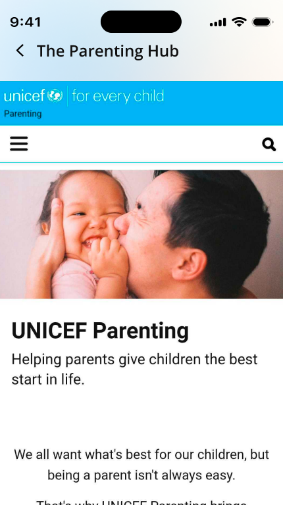 9:41
The Parenting Hub
unicef for every child
Parenting
UNICEF Parenting
Helping parents give children the best
start in life.
We all want what's best for our children, but
being a parent isn't always easy.
That's why UNICEF Parenting brings